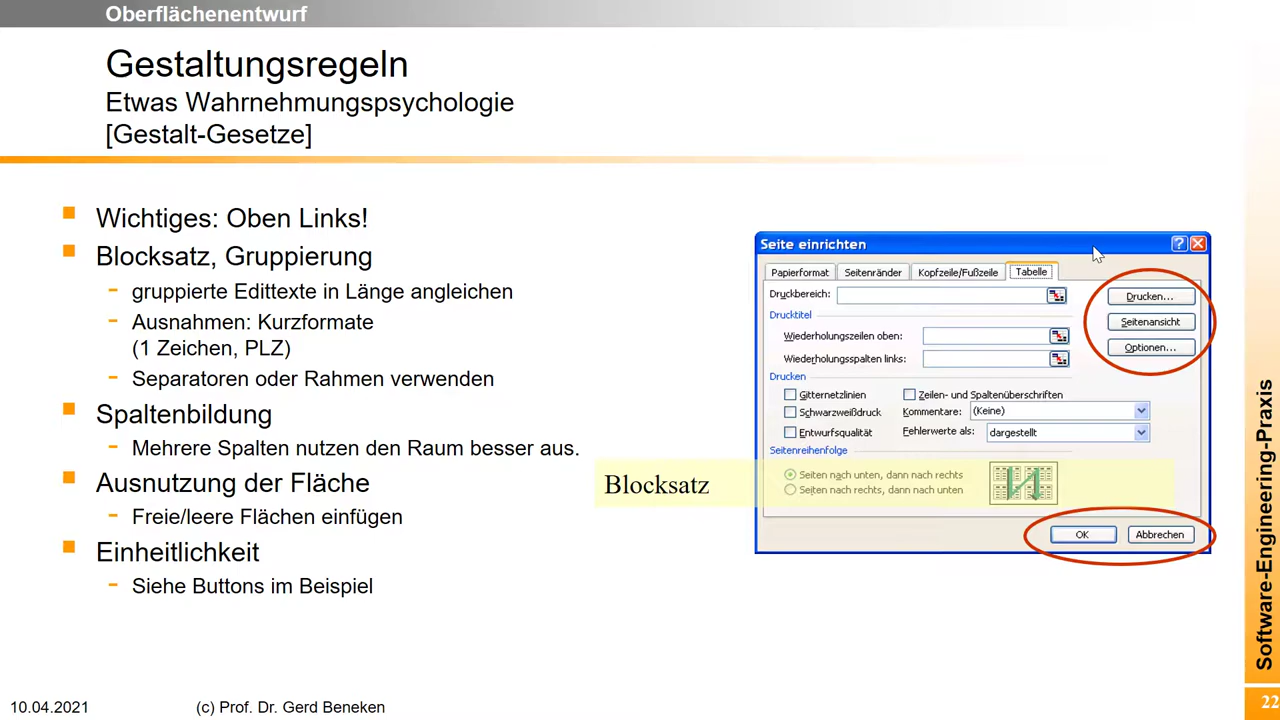 Oberflächenentwurf
Gestaltungsregeln
Etwas Wahrnehmungspsychologie
[Gestalt-Gesetze]
Wichtiges: Oben Links!
Blocksatz, Gruppierung
- gruppierte Edittexte in Länge angleichen
- Ausnahmen: Kurzformate
(1 Zeichen, PLZ)
- Separatoren oder Rahmen verwenden
Spaltenbildung
- Mehrere Spalten nutzen den Raum besser aus.
Ausnutzung der Fläche
- Freie/leere Flächen einfügen
Einheitlichkeit
- Siehe Buttons im Beispiel
Seite einrichten
Papierformat Seitenränder Kopfzeile/Fußzeile Tabelle
Druckbereich:
Drucken...
Drucktitel
Seitenansicht
Wiederholungszeilen oben:
Optionen...
Wiederholungsspalten links:
Drucken
Gitternetzlinien
Zeilen- und Spaltenüberschriften
Schwarzweißdruck
Kommentare: (Keine)
Entwurfsqualität
Fehlerwerte als: dargestellt
Seitenreihenfolge
Seiten nach unten, dann nach rechts
Seiten nach rechts, dann nach unten
Blocksatz
OK Abbrechen
Software-Engineering-Praxis
10.04.2021
(c) Prof. Dr. Gerd Beneken
22